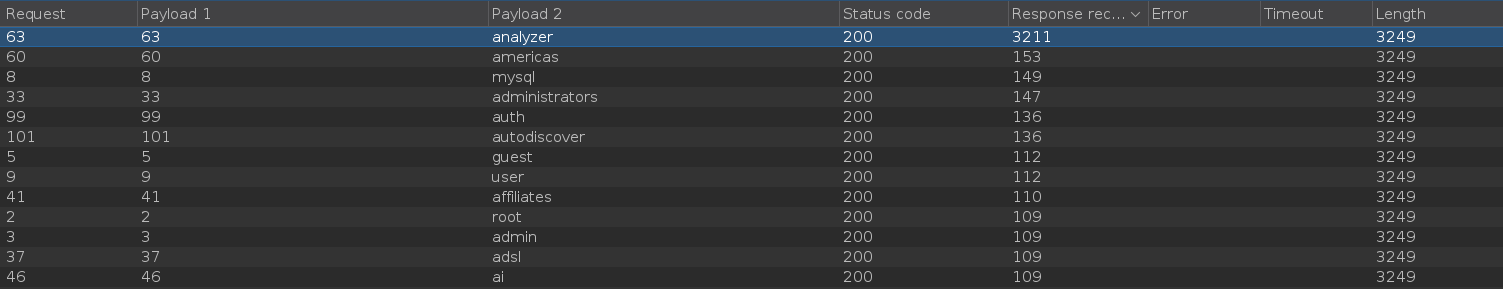 Request Payload 1 Payload 2 Status code Response rec... Error Timeout Length
63 63 analyzer 200 3211 3249
60 60 americas 200 153 3249
8 8 mysql 200 149 3249
33 33 administrators 200 147 3249
99 99 auth 200 136 3249
101 101 autodiscover 200 136 3249
5 5 guest 200 112 3249
9 9 user 200 112 3249
41 41 affiliates 200 110 3249
2 2 root 200 109 3249
3 3 admin 200 109 3249
37 37 adsl 200 109 3249
46 46 ai 200 109 3249